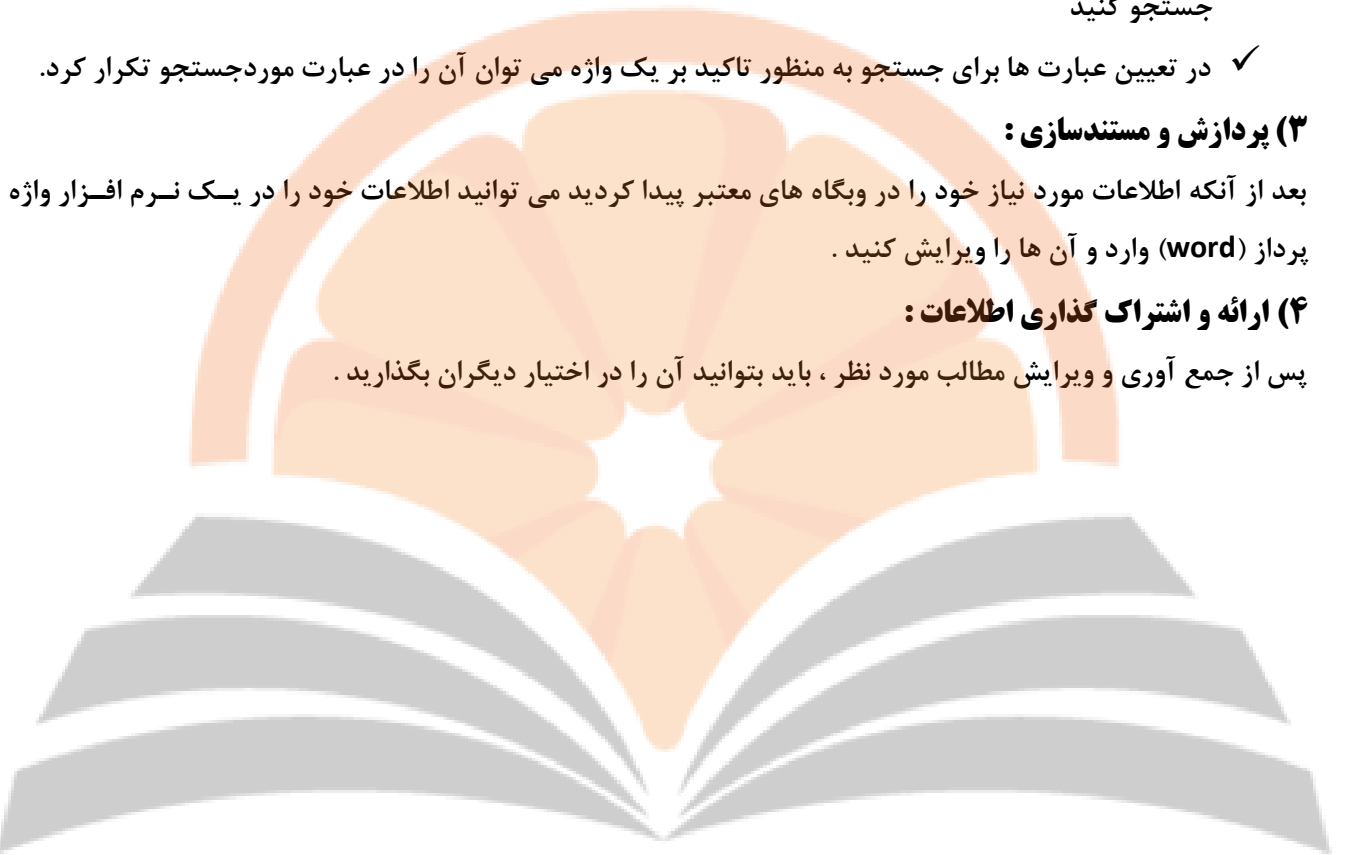 جستجو کنید
✓ در تعیین عبارت ها برای جستجو به منظور تاکید بر یک واژه می توان آن را در عبارت موردجستجو تکرار کرد.
۳) پردازش و مستندسازی :
بعد از آنکه اطلاعات مورد نیاز خود را در وبگاه های معتبر پیدا کردید می توانید اطلاعات خود را در یــک نــرم افــزار واژه
پرداز (word) وارد و آن ها را ویرایش کنید .
۴) ارائه و اشتراک گذاری اطلاعات :
پس از جمع آوری و ویرایش مطالب مورد نظر ، باید بتوانید آن را در اختیار دیگران بگذارید .